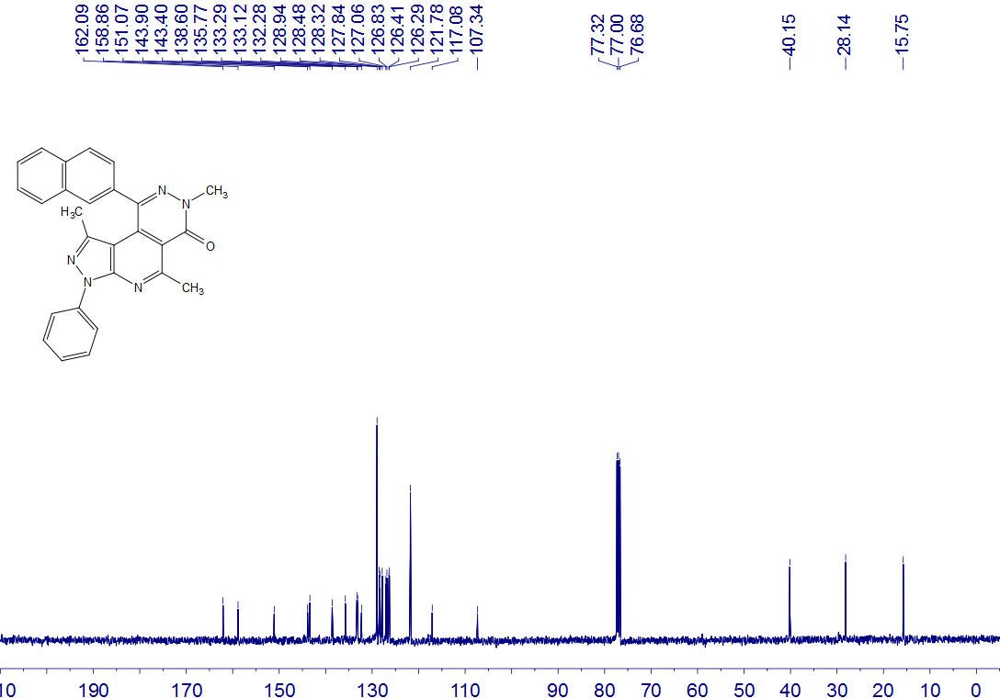 162.09
158.86
151.07
143.90
143.40
138.60
135.77
133.29
133.12
132.28
128.94
128.48
128.32
127.84
127.06
126.83
126.41
126.29
121.78
117.08
107.34
77.32
77.00
76.68
40.15
28.14
15.75
N
N
CH₃
H₃C
O
N
N
N
CH₃
10 190 170 150 130 110 90 80 70 60 50 40 30 20 10 0